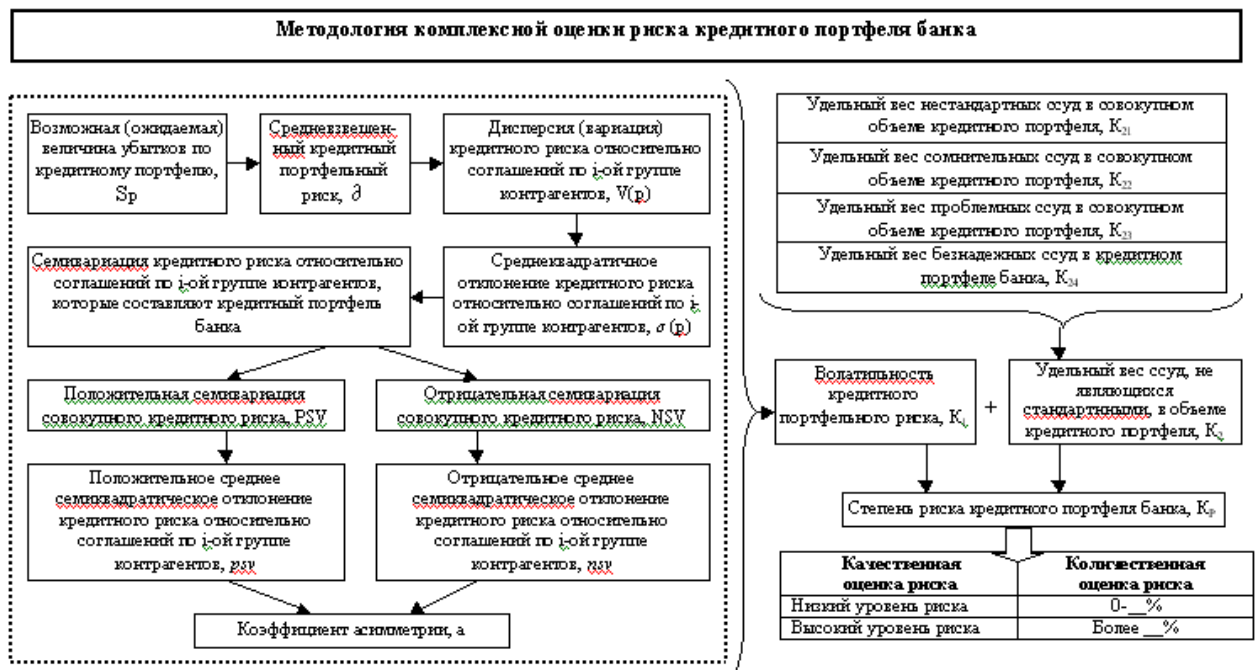 Методология комплексной оценки риска кредитного портфеля банка
Возможная (ожидаемая)
величина убытков по
кредитному портфелю,
Sp
Средневзвешен-
ный кредитный
портфельный
риск, ∂
Дисперсия (вариация)
кредитного риска относительно
соглашений по i-ой группе
контрагентов, V(p)
Семивариация кредитного риска относительно
соглашений по i-ой группе контрагентов,
которые составляют кредитный портфель
банка
Среднеквадратичное
отклонение кредитного риска
относительно соглашений по i-
ой группе контрагентов, σ (p)
Положительная семивариация
совокупного кредитного риска, PSV
Отрицательная семивариация
совокупного кредитного риска, NSV
Положительное среднее
семиквадратическое отклонение
кредитного риска относительно
соглашений по i-ой группе
контрагентов, psv
Отрицательное среднее
семиквадратическое отклонение
кредитного риска относительно
соглашений по i-ой группе
контрагентов, nsv
Коэффициент асимметрии, а
Удельный вес нестандартных ссуд в совокупном
объеме кредитного портфеля, К₂₁
Удельный вес сомнительных ссуд в совокупном
объеме кредитного портфеля, К₂₂
Удельный вес проблемных ссуд в совокупном
объеме кредитного портфеля, К₂₃
Удельный вес безнадежных ссуд в кредитном
портфеле банка, К₂₄
Волатильность
кредитного
портфельного риска, К₁
+
Удельный вес ссуд, не
являющихся
стандартнными, в объеме
кредитного портфеля, К₂
Степень риска кредитного портфеля банка, Кₚ
Качественная
оценка риска
Количественная
оценка риска
Низкий уровень риска 0-__%
Высокий уровень риска Более __%